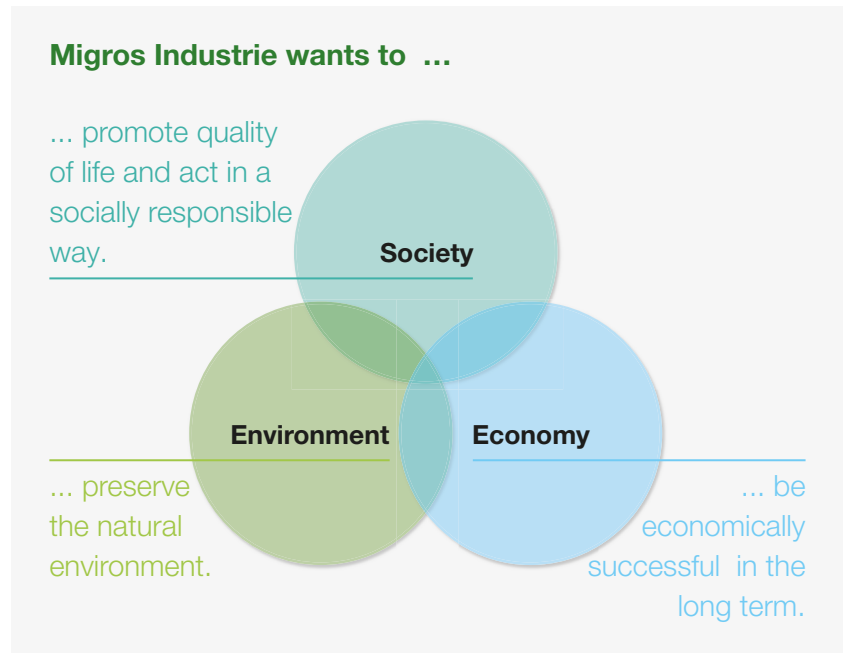 Migros Industrie wants to ...
... promote quality
of life and act in a
socially responsible
way.
Society
Environment
Economy
... preserve
the natural
environment.
... be
economically
successful in the
long term.